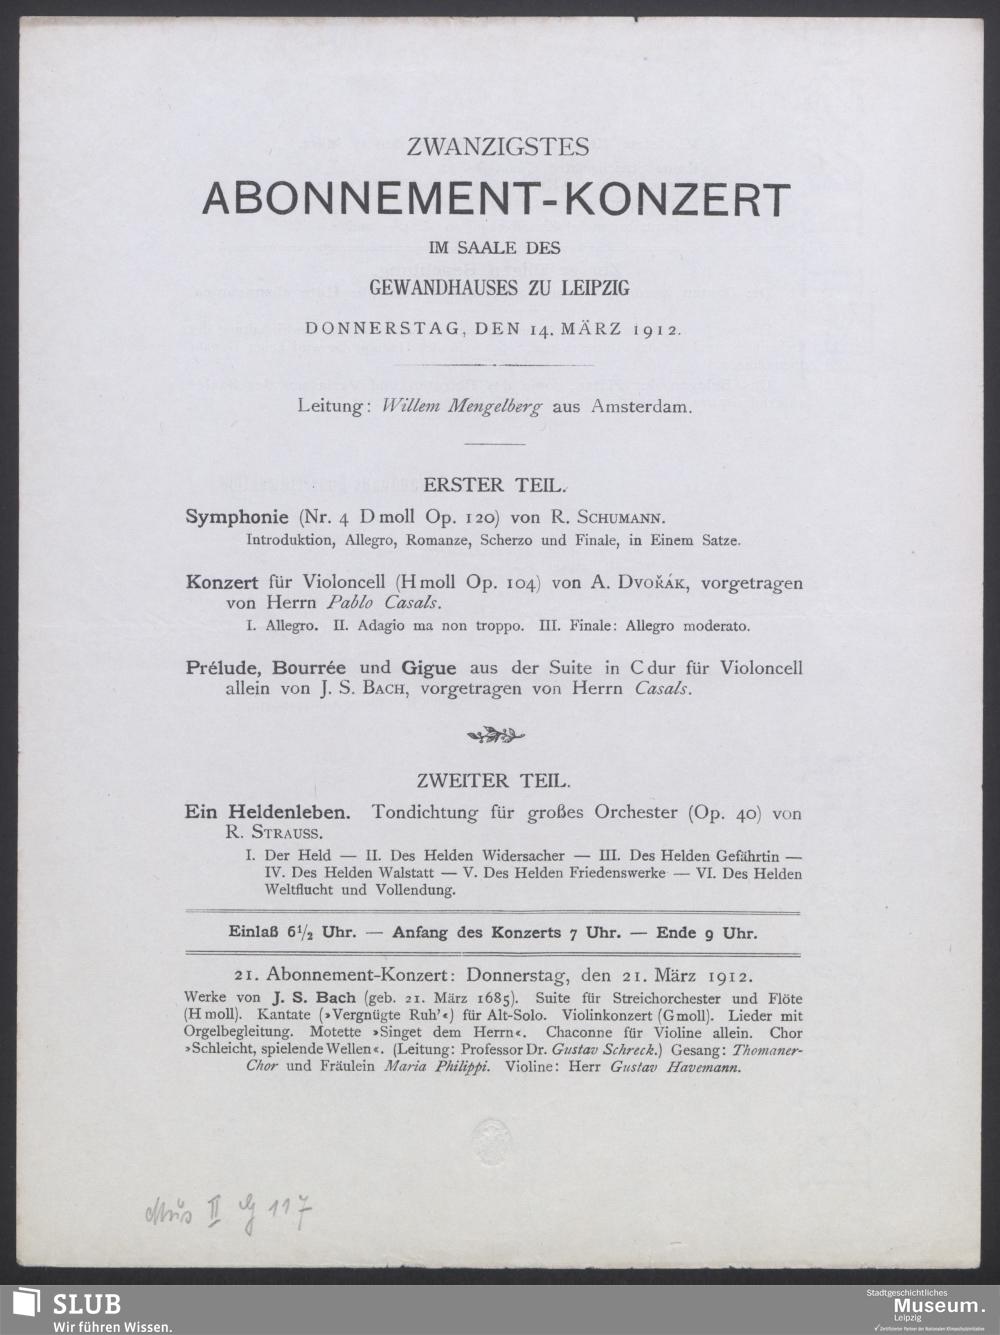 ZWANZIGSTES
ABONNEMENT-KONZERT
IM SAALE DES
GEWANDHAUSES ZU LEIPZIG
DONNERSTAG, DEN 14. MÄRZ 1912.
Leitung: Willem Mengelberg aus Amsterdam.
ERSTER TEIL.
Symphonie (Nr. 4 D moll Op. 120) von R. SCHUMANN.
Introduktion, Allegro, Romanze, Scherzo und Finale, in Einem Satze.
Konzert für Violoncell (H moll Op. 104) von A. DVOŘÁK, vorgetragen
von Herrn Pablo Casals.
I. Allegro. II. Adagio ma non troppo. III. Finale: Allegro moderato.
Prélude, Bourrée und Gigue aus der Suite in C dur für Violoncell
allein von J. S. BACH, vorgetragen von Herrn Casals.
ZWEITER TEIL.
Ein Heldenleben. Tondichtung für großes Orchester (Op. 40) von
R. STRAUSS.
I. Der Held — II. Des Helden Widersacher — III. Des Helden Gefährtin —
IV. Des Helden Walstatt — V. Des Helden Friedenswerke — VI. Des Helden
Weltflucht und Vollendung.
Einlaß 6 1/2 Uhr. — Anfang des Konzerts 7 Uhr. — Ende 9 Uhr.
21. Abonnement-Konzert: Donnerstag, den 21. März 1912.
Werke von J. S. Bach (geb. 21. März 1685). Suite für Streichorchester und Flöte
(H moll). Kantate (»Vergnügte Ruh'«) für Alt-Solo. Violinkonzert (G moll). Lieder mit
Orgelbegleitung. Motette »Singet dem Herrn«. Chaconne für Violine allein. Chor
»Schleicht, spielende Wellen«. (Leitung: Professor Dr. Gustav Schreck.) Gesang: Thomaner-
Chor und Fräulein Maria Philippi. Violine: Herr Gustav Havemann.
Mus II G 117
SLUB
Wir führen Wissen.
Stadtgeschichtliches
Museum.
Leipzig